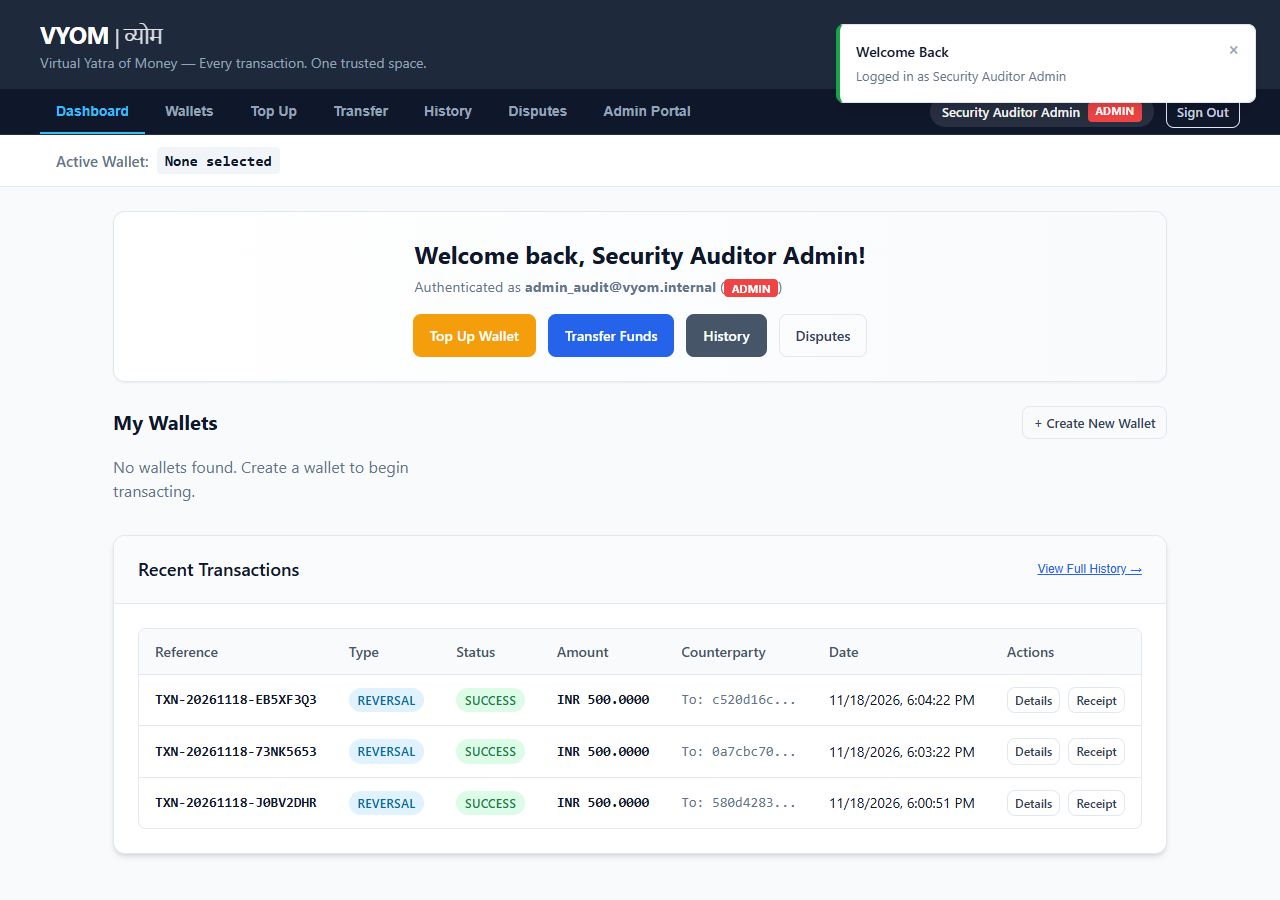 VYOM | व्योम
Virtual Yatra of Money — Every transaction. One trusted space.
Welcome Back
×
Logged in as Security Auditor Admin
Dashboard Wallets Top Up Transfer History Disputes Admin Portal Security Auditor Admin ADMIN Sign Out
Active Wallet: None selected
Welcome back, Security Auditor Admin!
Authenticated as admin_audit@vyom.internal (ADMIN)
Top Up Wallet Transfer Funds History Disputes
My Wallets + Create New Wallet
No wallets found. Create a wallet to begin
transacting.
Recent Transactions View Full History →
Reference Type Status Amount Counterparty Date Actions
TXN-20261118-EB5XF3Q3 REVERSAL SUCCESS INR 500.0000 To: c520d16c... 11/18/2026, 6:04:22 PM Details Receipt
TXN-20261118-73NK5653 REVERSAL SUCCESS INR 500.0000 To: 0a7cbc70... 11/18/2026, 6:03:22 PM Details Receipt
TXN-20261118-J0BV2DHR REVERSAL SUCCESS INR 500.0000 To: 580d4283... 11/18/2026, 6:00:51 PM Details Receipt